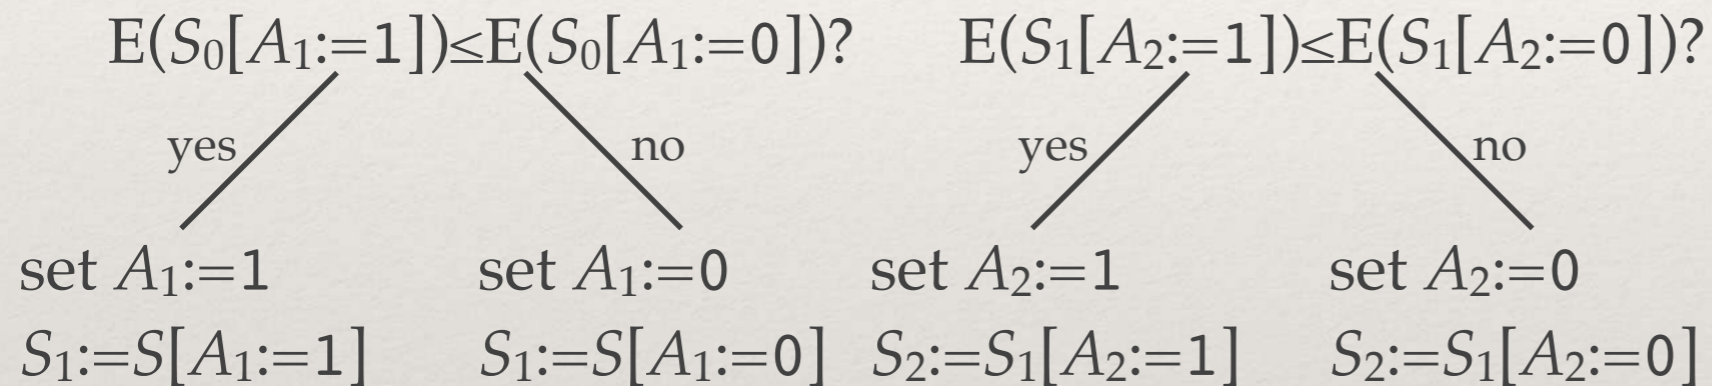 E(S₀[A₁:=1])≤E(S₀[A₁:=0])? E(S₁[A₂:=1])≤E(S₁[A₂:=0])?
yes no yes no
set A₁:=1 set A₁:=0 set A₂:=1 set A₂:=0
S₁:=S[A₁:=1] S₁:=S[A₁:=0] S₂:=S₁[A₂:=1] S₂:=S₁[A₂:=0]